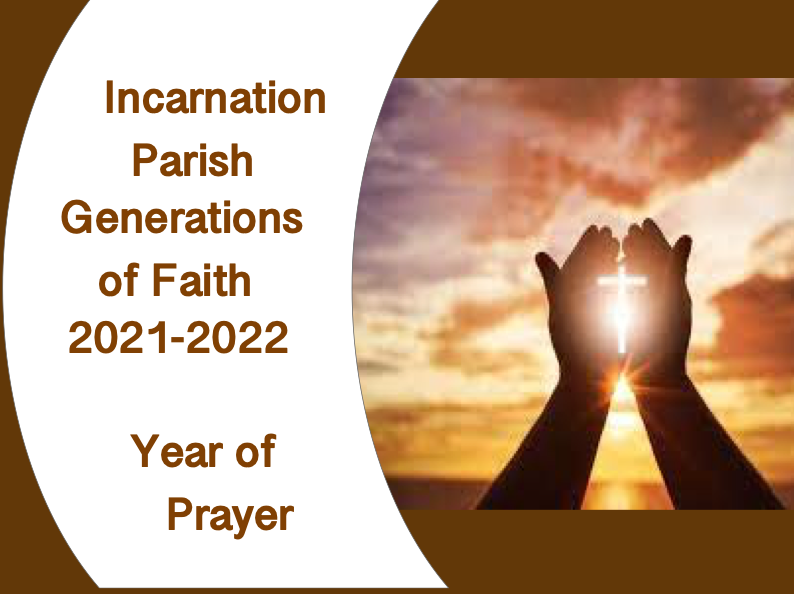 Incarnation
Parish
Generations
of Faith
2021-2022
Year of
Prayer